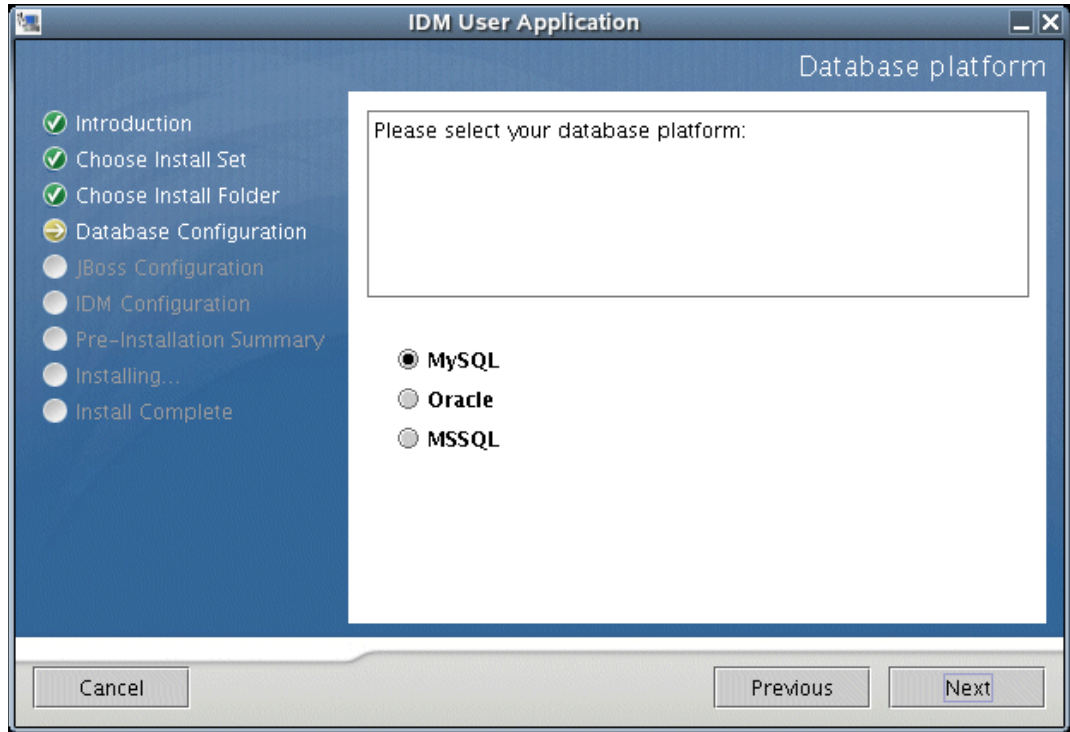 IDM User Application
Database platform
Introduction
Choose Install Set
Choose Install Folder
Database Configuration
JBoss Configuration
IDM Configuration
Pre-Installation Summary
Installing...
Install Complete
Please select your database platform:
MySQL
Oracle
MSSQL
Cancel
Previous
Next